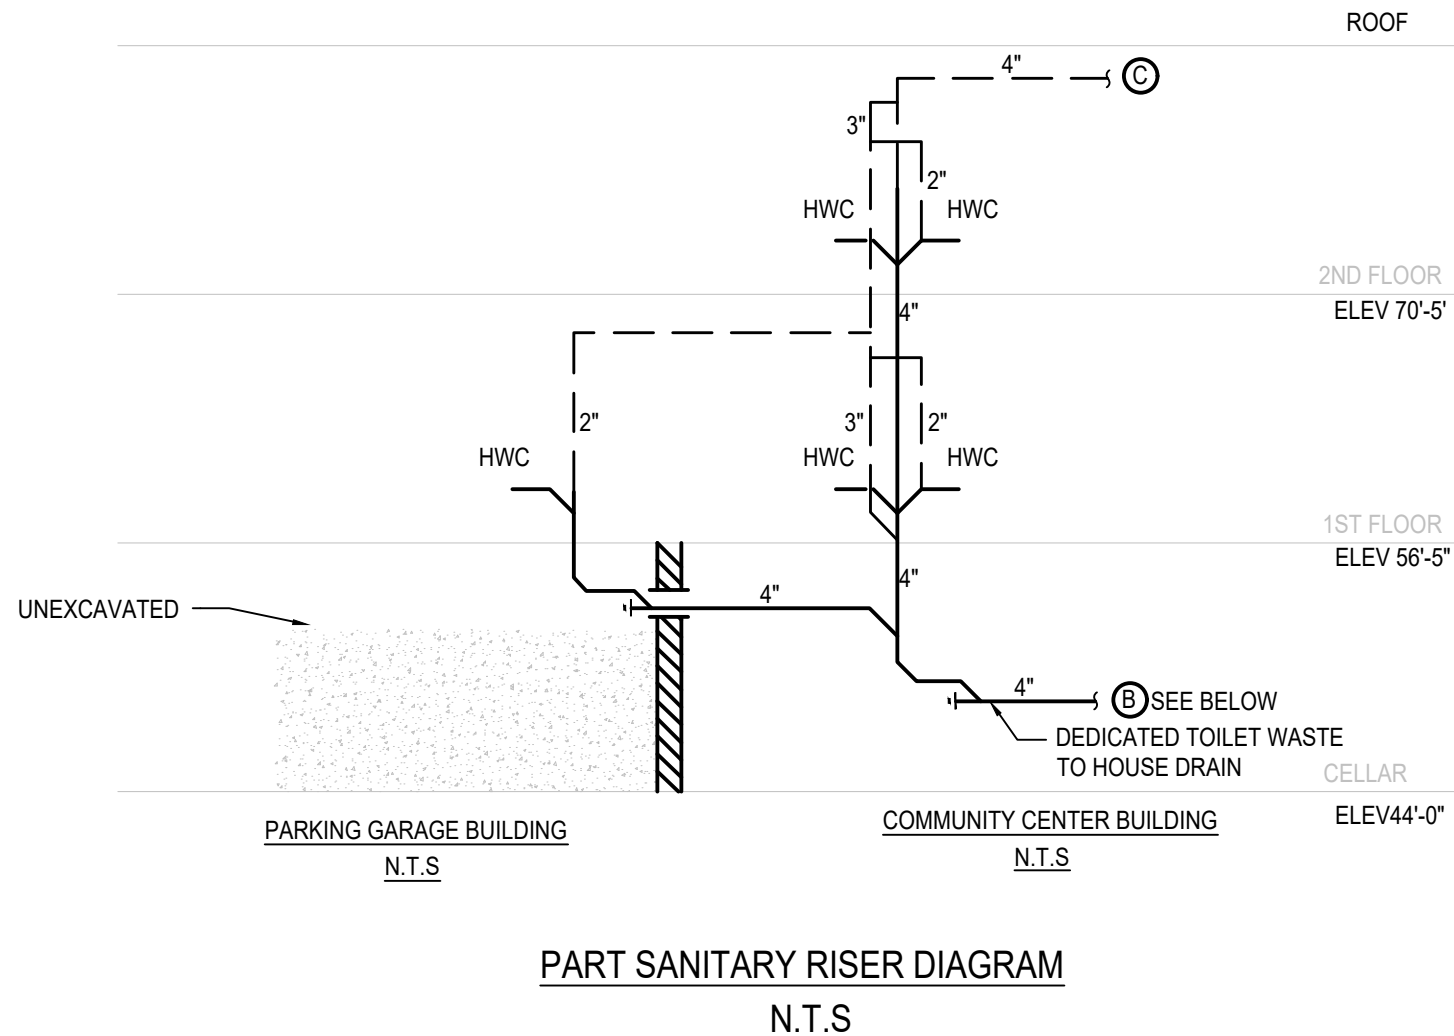 ROOF
4"
C
3"
2"
HWC
HWC
2ND FLOOR
4"
ELEV 70'-5'
2"
3"
2"
HWC
HWC
HWC
1ST FLOOR
ELEV 56'-5"
4"
4"
UNEXCAVATED
4"
B SEE BELOW
DEDICATED TOILET WASTE
TO HOUSE DRAIN
CELLAR
ELEV44'-0"
PARKING GARAGE BUILDING
N.T.S
COMMUNITY CENTER BUILDING
N.T.S
PART SANITARY RISER DIAGRAM
N.T.S